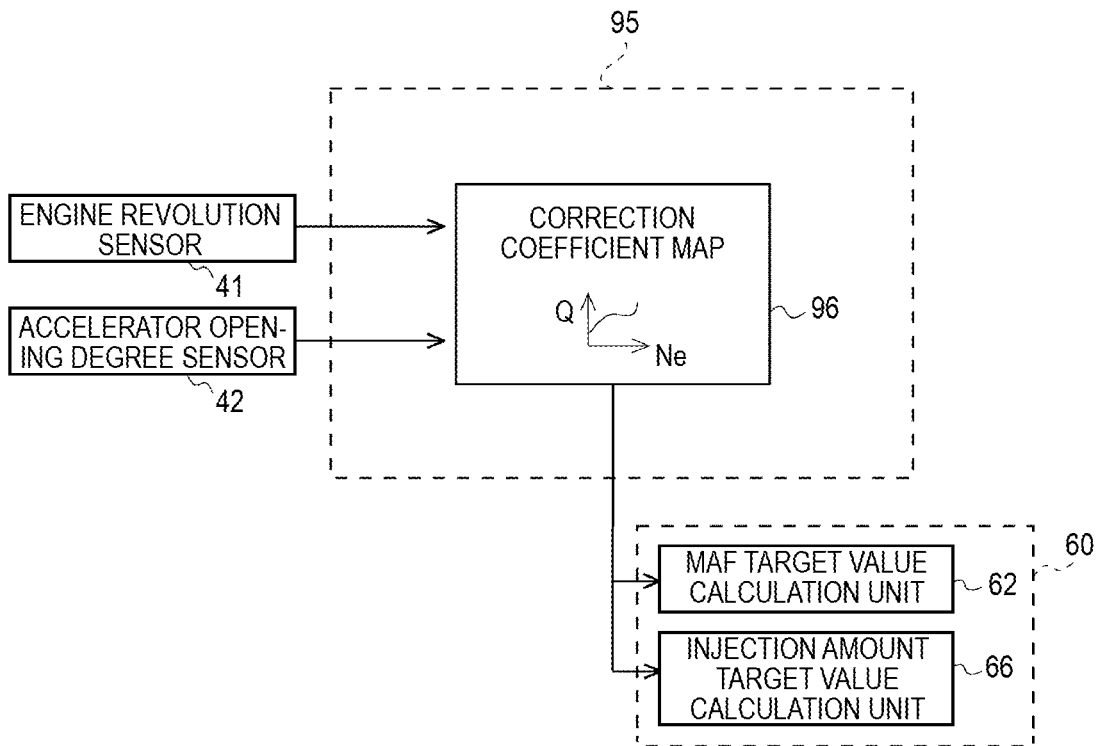 95
ENGINE REVOLUTION
SENSOR
41
ACCELERATOR OPEN-
ING DEGREE SENSOR
42
CORRECTION
COEFFICIENT MAP
Q
Ne
96
60
MAF TARGET VALUE
CALCULATION UNIT
62
INJECTION AMOUNT
TARGET VALUE
CALCULATION UNIT
66